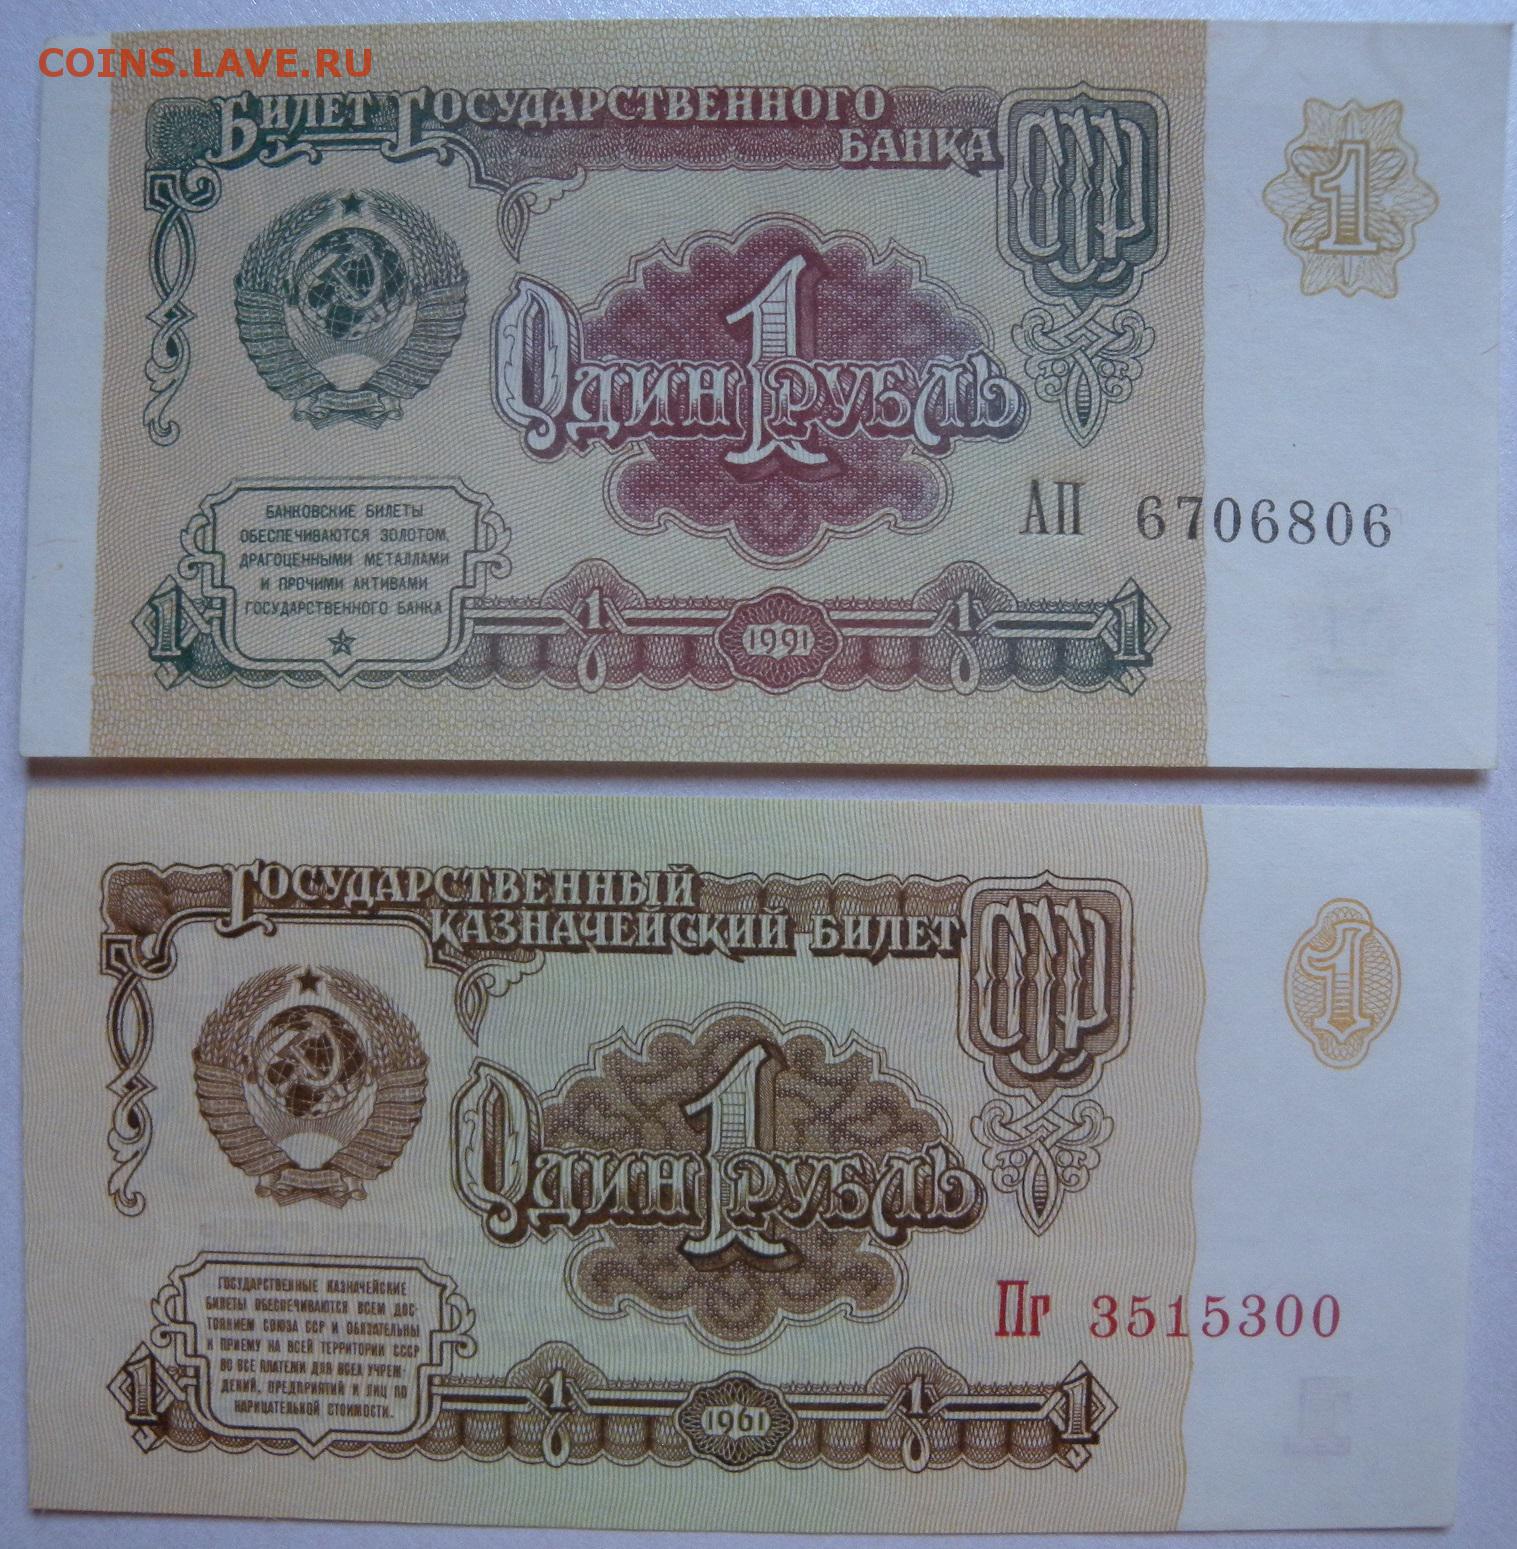 COINS.LAVE.RU
БИЛЕТ ГОСУДАРСТВЕННОГО
БАНКА
1
1
ОДИН РУБЛЬ
АП 6706806
БАНКОВСКИЕ БИЛЕТЫ
ОБЕСПЕЧИВАЮТСЯ ЗОЛОТОМ,
ДРАГОЦЕННЫМИ МЕТАЛЛАМИ
И ПРОЧИМИ АКТИВАМИ
ГОСУДАРСТВЕННОГО БАНКА
1 1 1991 1 1
ГОСУДАРСТВЕННЫЙ
КАЗНАЧЕЙСКИЙ БИЛЕТ
1
1
ОДИН РУБЛЬ
Пг 3515300
ГОСУДАРСТВЕННЫЕ КАЗНАЧЕЙСКИЕ
БИЛЕТЫ ОБЕСПЕЧИВАЮТСЯ ВСЕМ ДОС-
ТОЯНИЕМ СОЮЗА ССР И ОБЯЗАТЕЛЬНЫ
К ПРИЕМУ НА ВСЕЙ ТЕРРИТОРИИ СССР
ВО ВСЕ ПЛАТЕЖИ ДЛЯ ВСЕХ УЧРЕЖ-
ДЕНИЙ, ПРЕДПРИЯТИЙ И ЛИЦ ПО
НАРИЦАТЕЛЬНОЙ СТОИМОСТИ.
1 1 1961 1 1